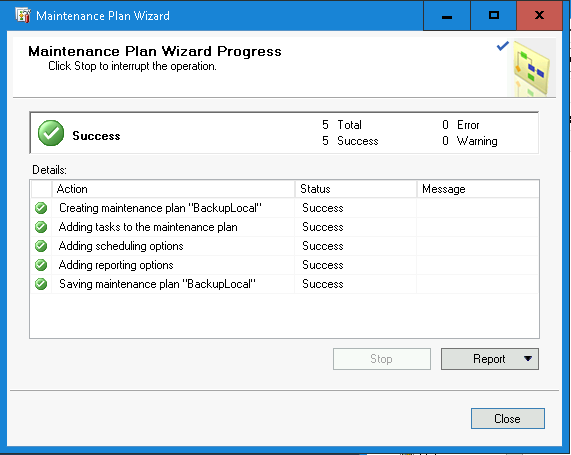 Maintenance Plan Wizard
Maintenance Plan Wizard Progress
Click Stop to interrupt the operation.
Success
5 Total 0 Error
5 Success 0 Warning
Details:
Action Status Message
Creating maintenance plan "BackupLocal" Success
Adding tasks to the maintenance plan Success
Adding scheduling options Success
Adding reporting options Success
Saving maintenance plan "BackupLocal" Success
Stop Report
Close